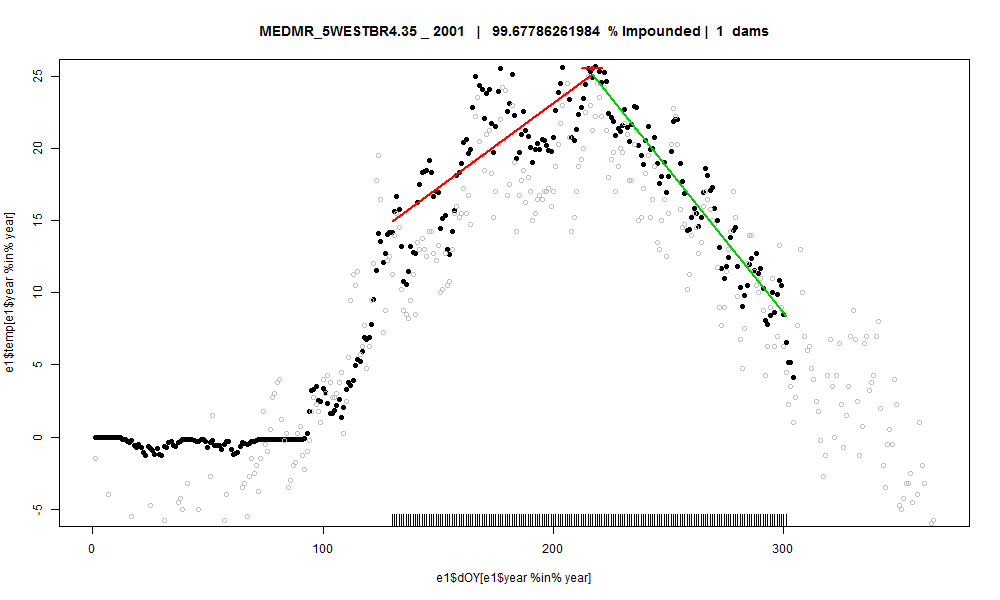 MEDMR_5WESTBR4.35 _ 2001 | 99.67786261984 % Impounded | 1 dams
25
20
15
10
5
0
-5
e1$temp[e1$year %in% year]
0 100 200 300
e1$dOY[e1$year %in% year]